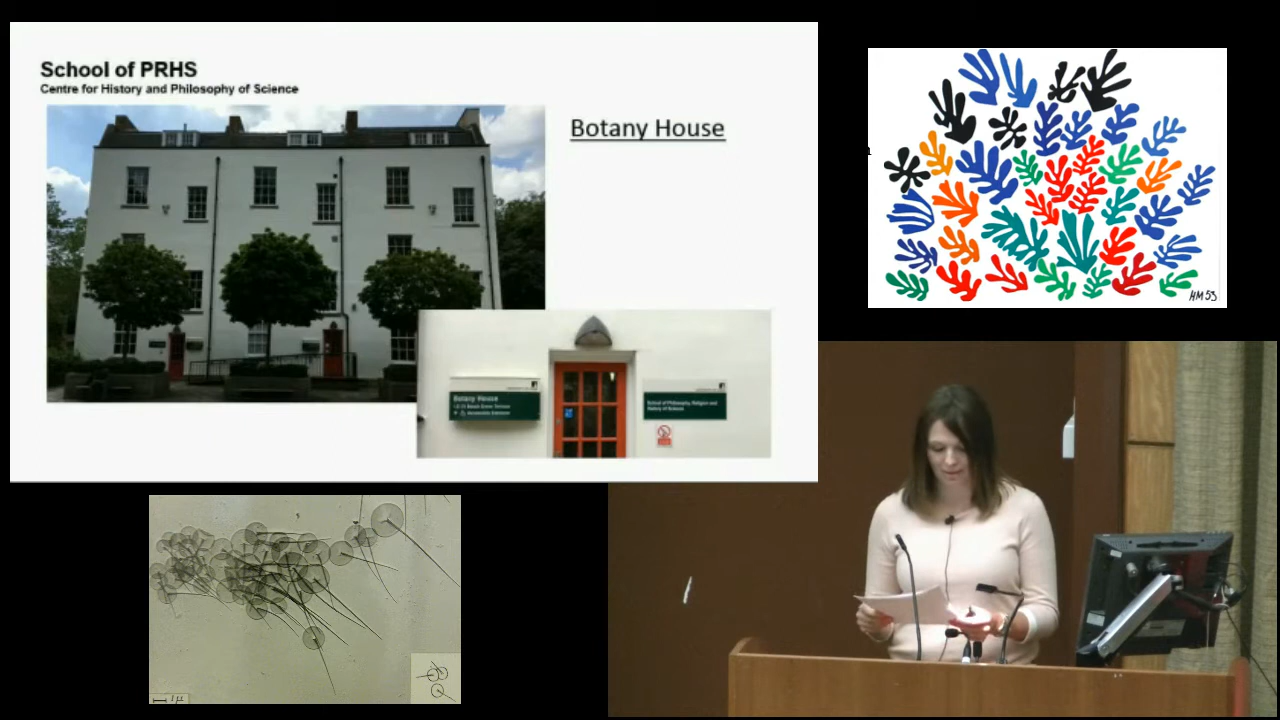 School of PRHS
Centre for History and Philosophy of Science
Botany House
Botany House
School of Philosophy, Religion and
History of Science
HM 53
1µ